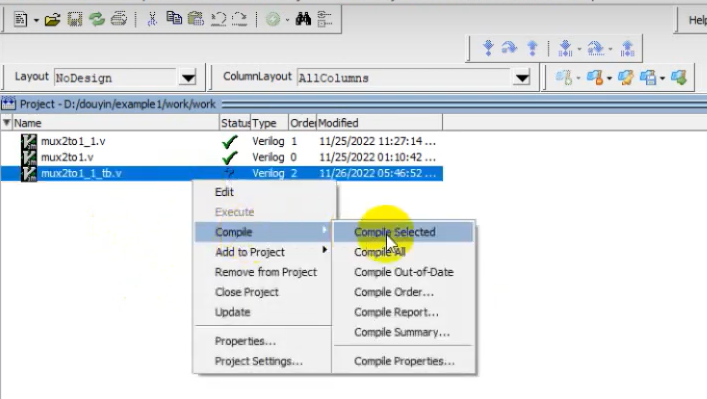 Help
Layout NoDesign ColumnLayout AllColumns
Project - D:/douyin/example1/work/work
Name Status Type Order Modified
mux2to1_1.v Verilog 1 11/25/2022 11:27:14 ...
mux2to1.v Verilog 0 11/25/2022 01:10:42 ...
mux2to1_1_tb.v Verilog 2 11/26/2022 05:46:52 ...
Edit
Execute
Compile
Add to Project
Remove from Project
Close Project
Update
Properties...
Project Settings...
Compile Selected
Compile All
Compile Out-of-Date
Compile Order...
Compile Report...
Compile Summary...
Compile Properties...